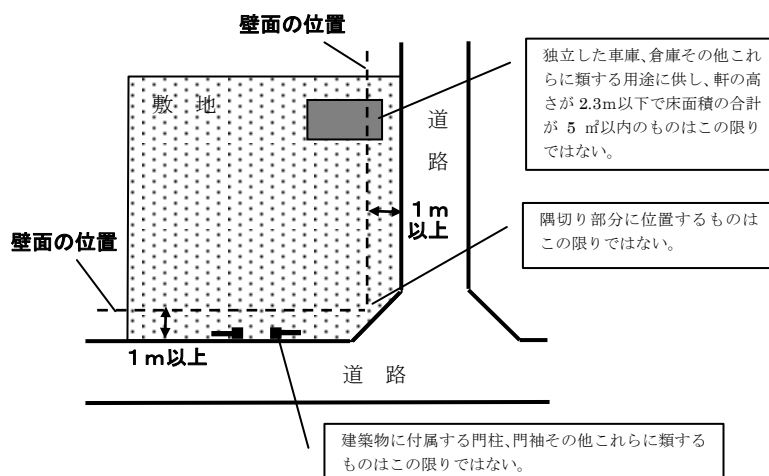 壁面の位置
独立した車庫、倉庫その他これ
らに類する用途に供し、軒の高
さが 2.3m以下で床面積の合計
が 5 ㎡以内のものはこの限り
ではない。
敷 地
道
路
1m
以上
隅切り部分に位置するものは
この限りではない。
壁面の位置
1m以上
道 路
建築物に付属する門柱、門袖その他これらに類する
ものはこの限りではない。